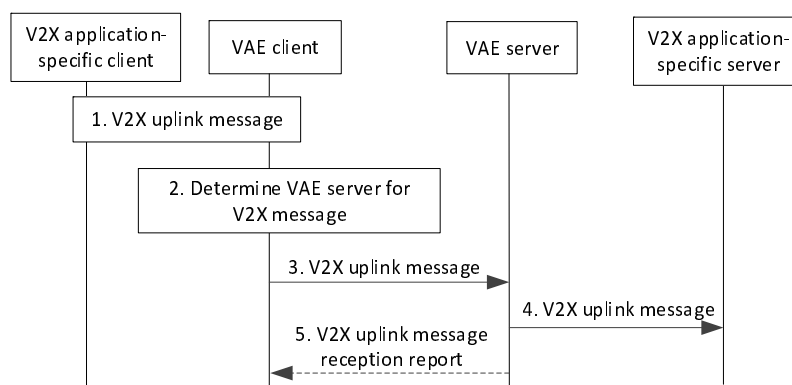 V2X application-
specific client
VAE client
VAE server
V2X application-
specific server
1. V2X uplink message
2. Determine VAE server for
V2X message
3. V2X uplink message
4. V2X uplink message
5. V2X uplink message
reception report